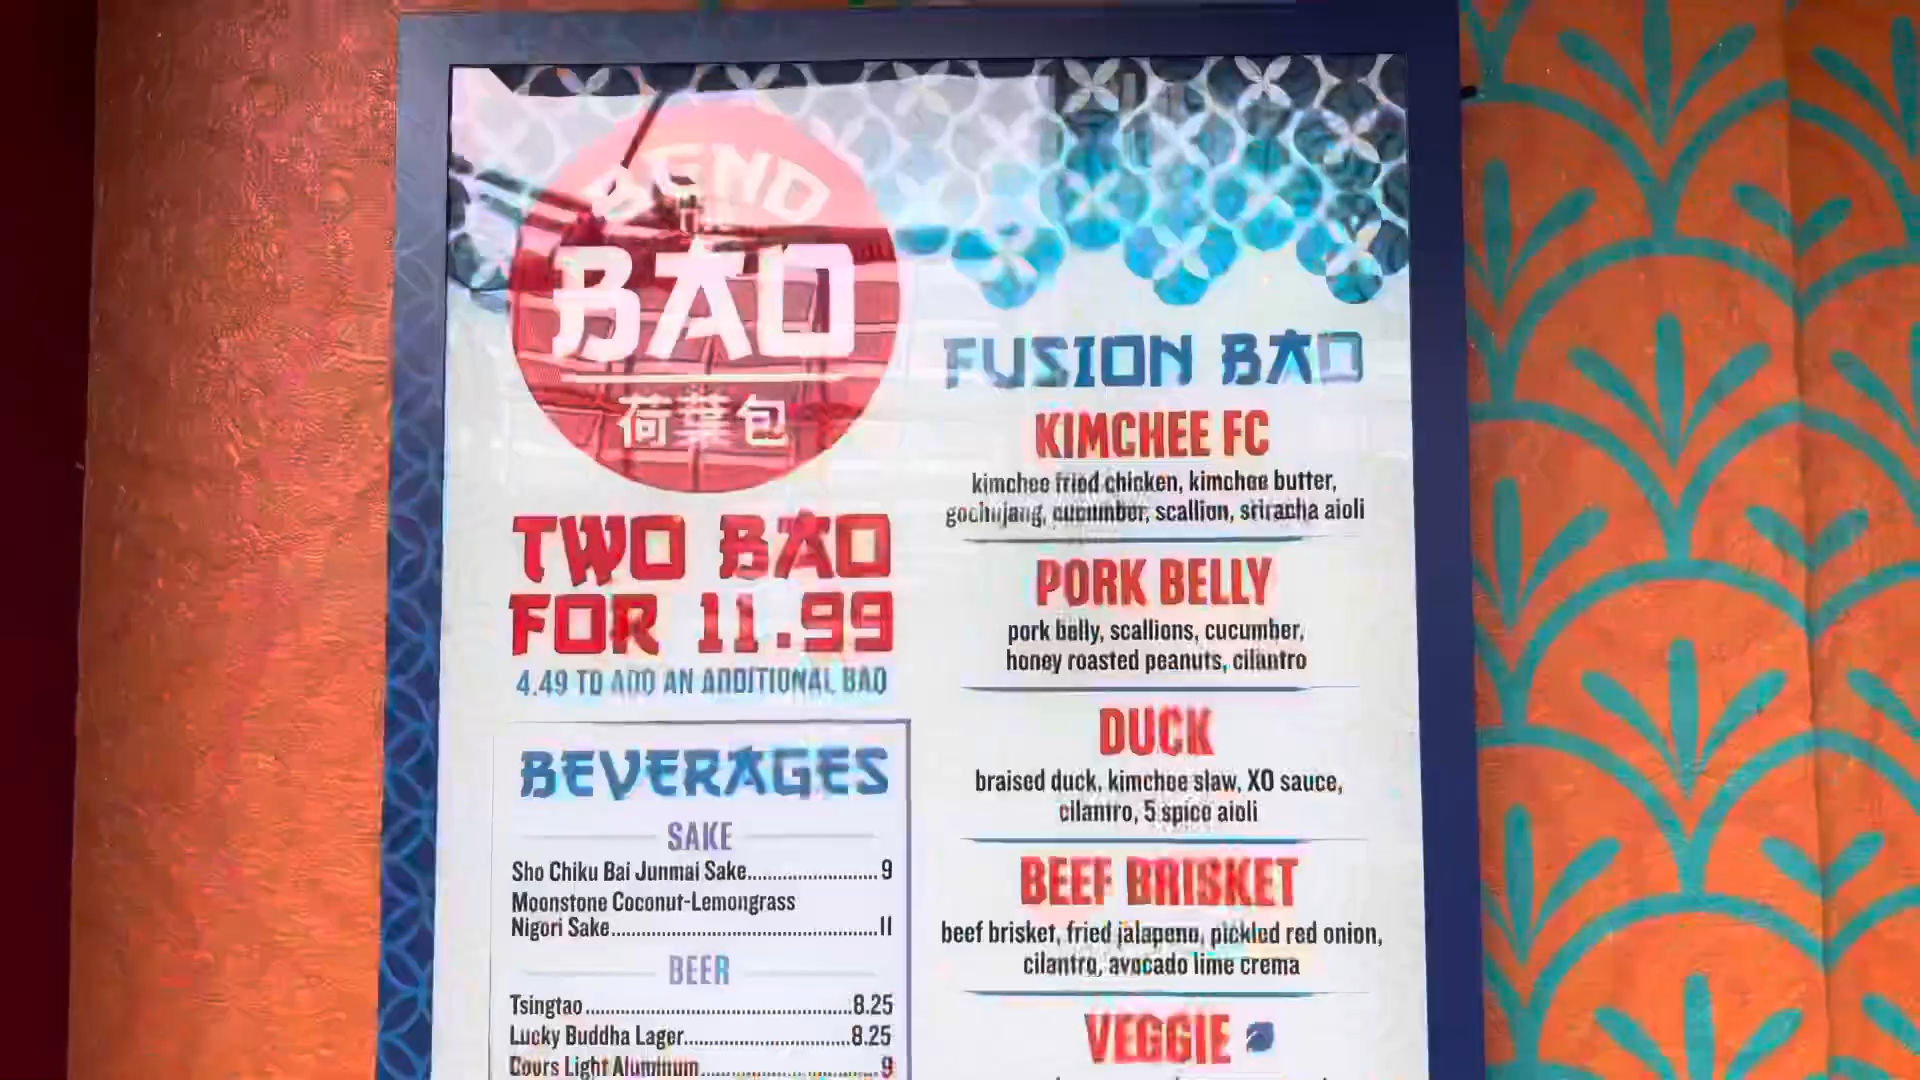 BEND
BAO
荷葉包
TWO BAO
FOR 11.99
4.49 TO ADD AN ADDITIONAL BAO
BEVERAGES
SAKE
Sho Chiku Bai Junmai Sake 9
Moonstone Coconut-Lemongrass
Nigori Sake 11
BEER
Tsingtao 8.25
Lucky Buddha Lager 8.25
Coors Light Aluminum 9
FUSION BAO
KIMCHEE FC
kimchee fried chicken, kimchee butter,
gochujang, cucumber, scallion, sriracha aioli
PORK BELLY
pork belly, scallions, cucumber,
honey roasted peanuts, cilantro
DUCK
braised duck, kimchee slaw, XO sauce,
cilantro, 5 spice aioli
BEEF BRISKET
beef brisket, fried jalapeno, pickled red onion,
cilantro, avocado lime crema
VEGGIE